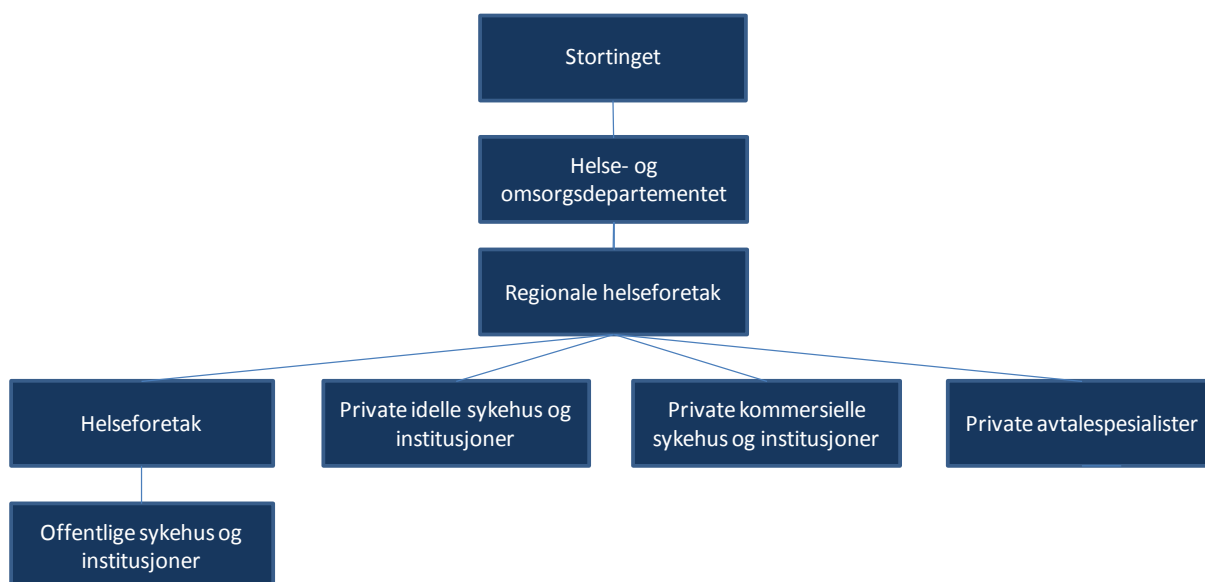 Stortinget
Helse- og
omsorgsdepartementet
Regionale helseforetak
Helseforetak
Private idelle sykehus og
institusjoner
Private kommersielle
sykehus og institusjoner
Private avtalespesialister
Offentlige sykehus og
institusjoner